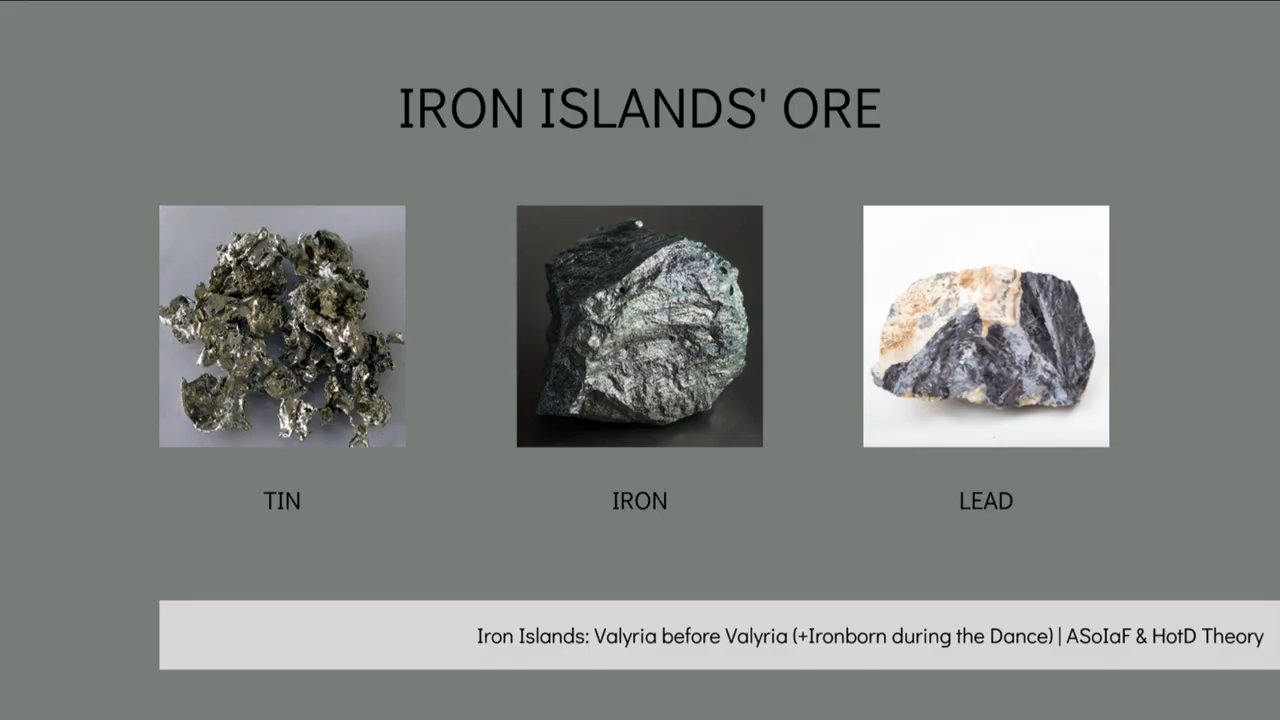 IRON ISLANDS' ORE
TIN
IRON
LEAD
Iron Islands: Valyria before Valyria (+Ironborn during the Dance) | ASoIaF & HotD Theory